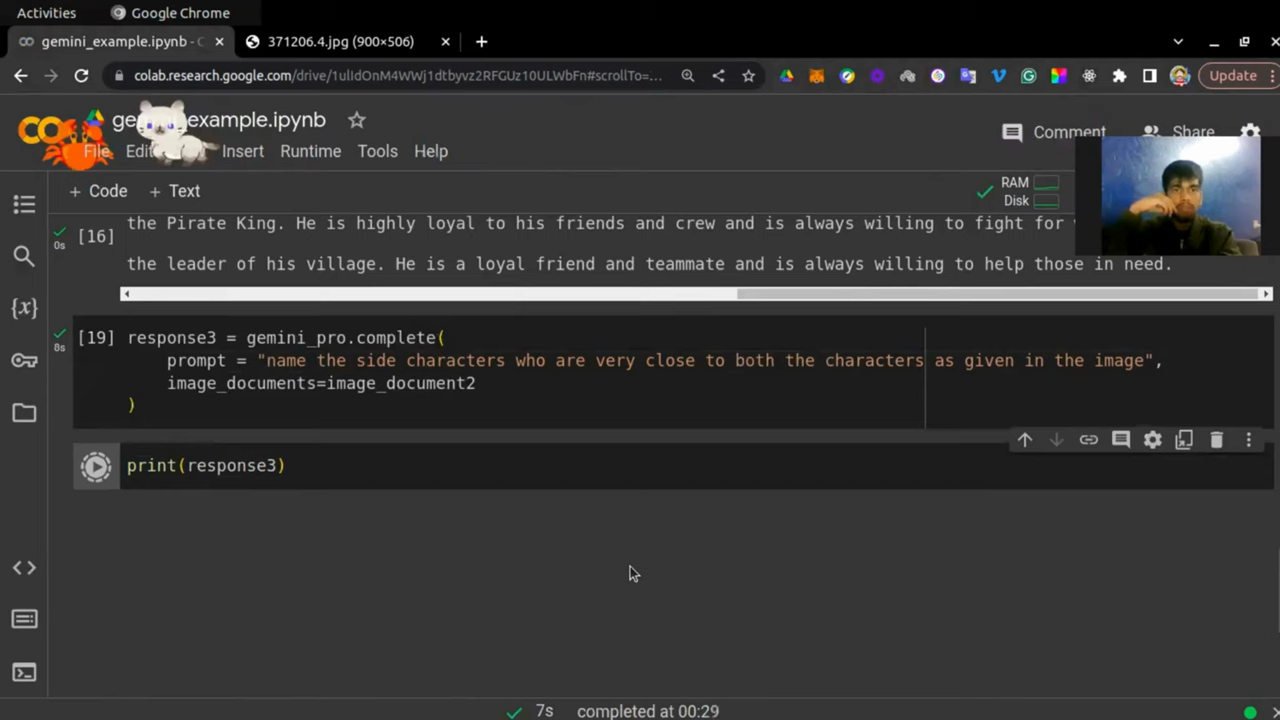 Activities
Google Chrome
gemini_example.ipynb - C
371206.4.jpg (900×506)
colab.research.google.com/drive/1ulIdOnM4WWj1dtbyvz2RFGUz10ULWbFn#scrollTo=...
Update
example.ipynb
File
Insert
Runtime
Tools
Help
Comment
Share
+ Code + Text
RAM
Disk
[16]
0s
the Pirate King. He is highly loyal to his friends and crew and is always willing to fight for
the leader of his village. He is a loyal friend and teammate and is always willing to help those in need.
[19]
8s
response3 = gemini_pro.complete(
prompt = "name the side characters who are very close to both the characters as given in the image",
image_documents=image_document2
)
print(response3)
7s completed at 00:29